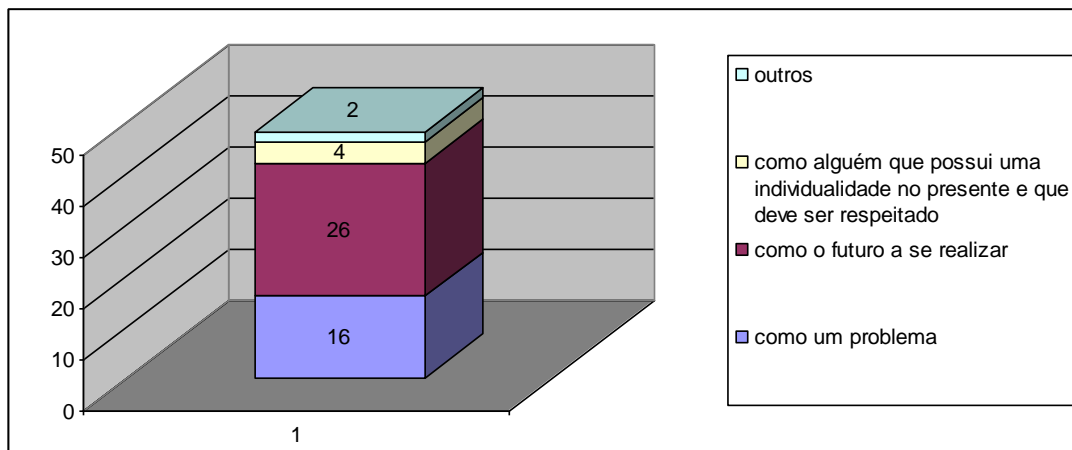 50
40
30
20
10
0
2
4
26
16
1
outros
como alguém que possui uma
individualidade no presente e que
deve ser respeitado
como o futuro a se realizar
como um problema